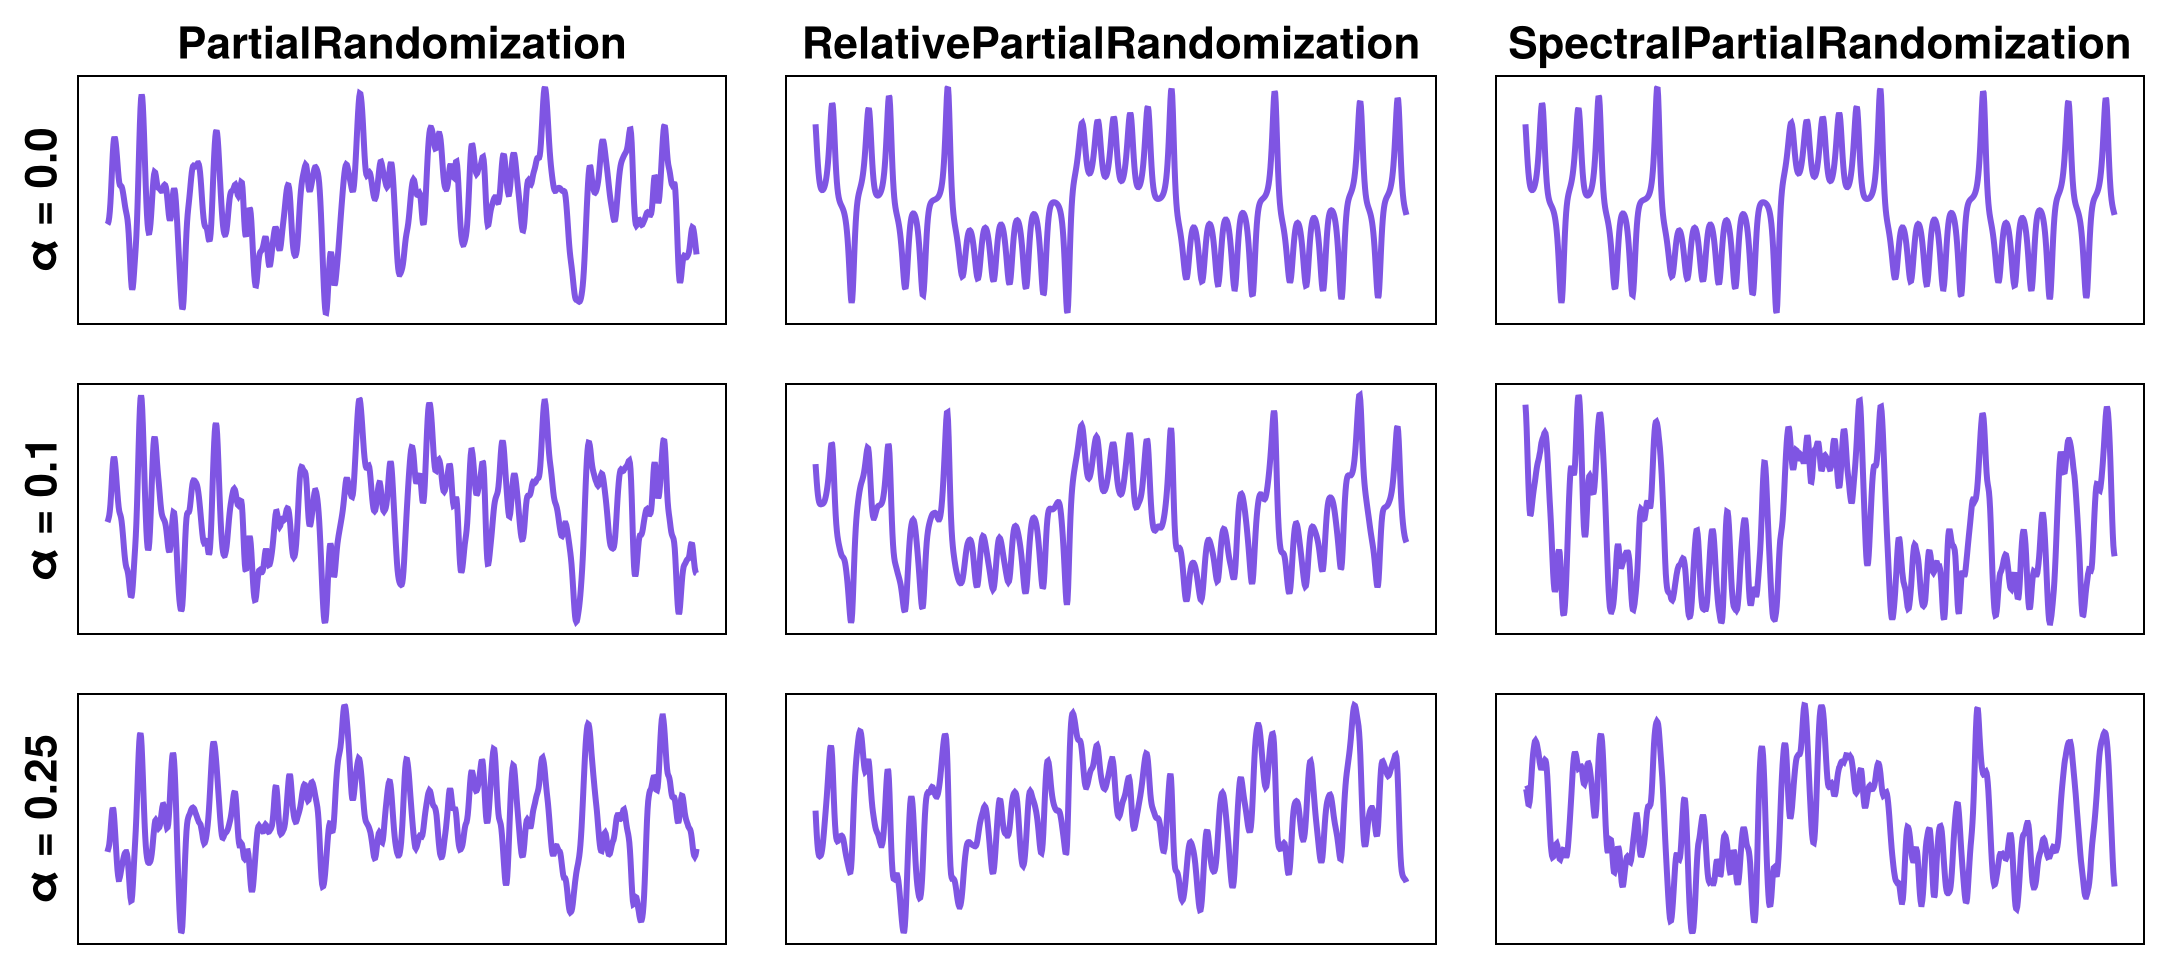 PartialRandomization
RelativePartialRandomization
SpectralPartialRandomization
α = 0.0
α = 0.1
α = 0.25